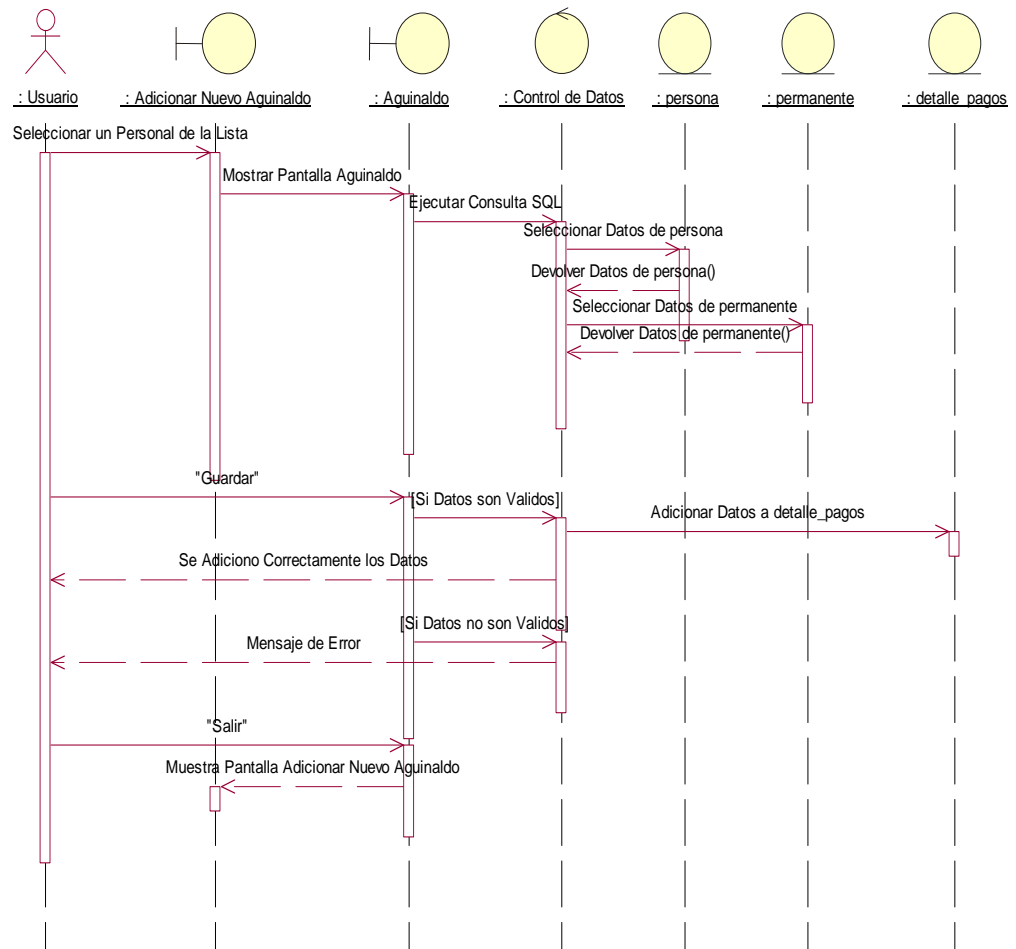 : Usuario
: Adicionar Nuevo Aguinaldo
: Aguinaldo
: Control de Datos
: persona
: permanente
: detalle_pagos
Seleccionar un Personal de la Lista
Mostrar Pantalla Aguinaldo
Ejecutar Consulta SQL
Seleccionar Datos de persona
Devolver Datos de persona()
Seleccionar Datos de permanente
Devolver Datos de permanente()
"Guardar"
[Si Datos son Validos]
Adicionar Datos a detalle_pagos
Se Adiciono Correctamente los Datos
[Si Datos no son Validos]
Mensaje de Error
"Salir"
Muestra Pantalla Adicionar Nuevo Aguinaldo